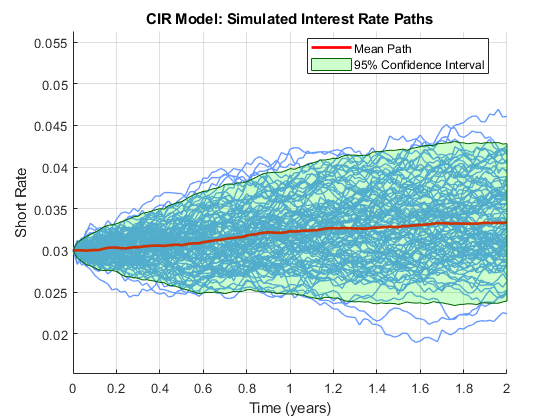 CIR Model: Simulated Interest Rate Paths
Mean Path
95% Confidence Interval
0.055
0.05
0.045
0.04
0.035
0.03
0.025
0.02
Short Rate
0 0.2 0.4 0.6 0.8 1 1.2 1.4 1.6 1.8 2
Time (years)